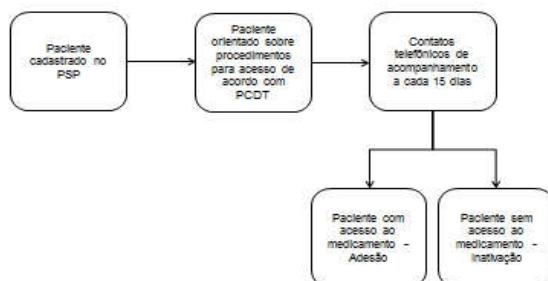 Paciente
cadastrado no
PSP
Paciente
orientado sobre
procedimentos
para acesso de
acordo com
PCDT
Contatos
telefônicos de
acompanhamento
a cada 15 dias
Paciente com
acesso ao
medicamento –
Adesão
Paciente sem
acesso ao
medicamento –
Inativação